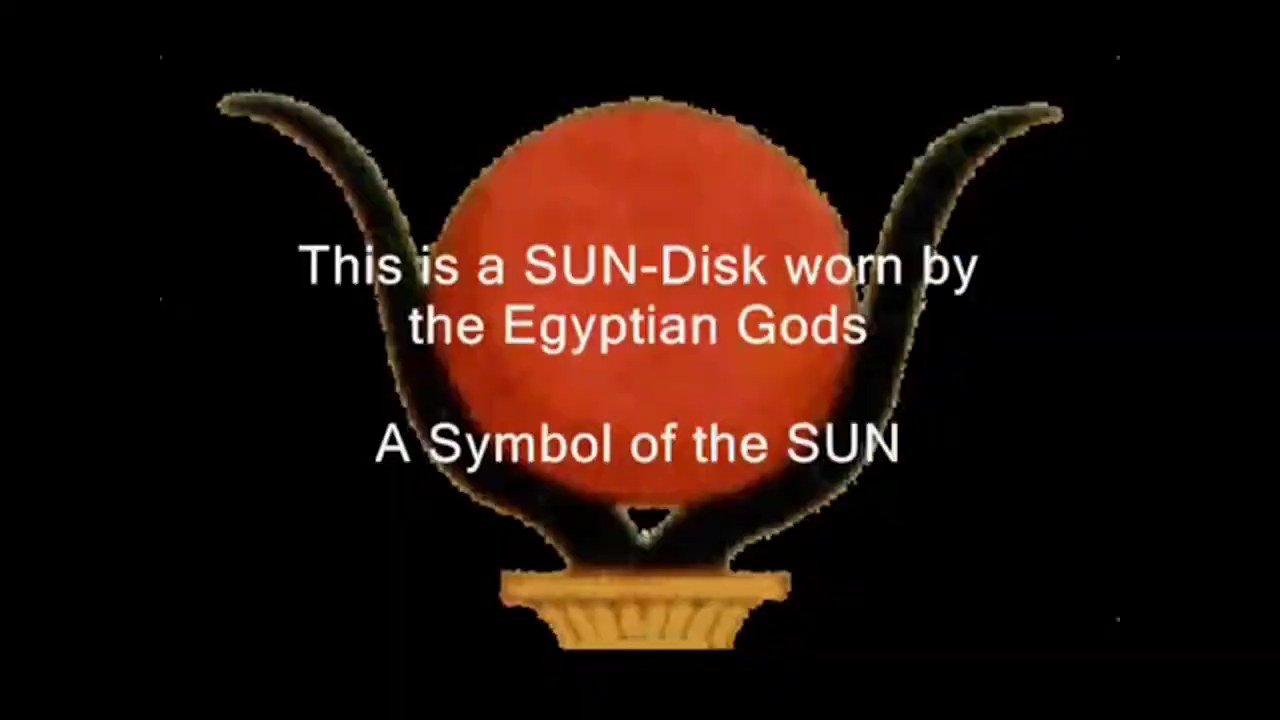 This is a SUN-Disk worn by
the Egyptian Gods
A Symbol of the SUN